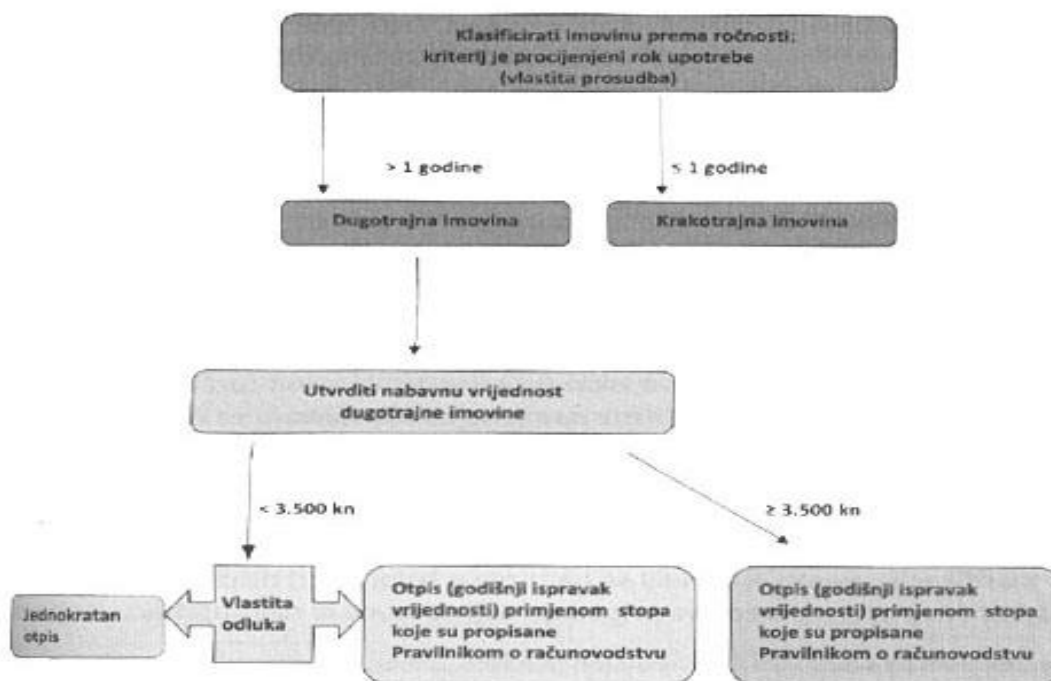 Klasificirati imovinu prema ročnosti:
kriterij je procijenjeni rok upotrebe
(vlastita prosudba)
> 1 godine
≤ 1 godine
Dugotrajna imovina
Krakotrajna imovina
Utvrditi nabavnu vrijednost
dugotrajne imovine
< 3.500 kn
≥ 3.500 kn
Jednokratan
otpis
Vlastita
odluka
Otpis (godišnji ispravak
vrijednosti) primjenom stopa
koje su propisane
Pravilnikom o računovodstvu
Otpis (godišnji ispravak
vrijednosti) primjenom stopa
koje su propisane
Pravilnikom o računovodstvu